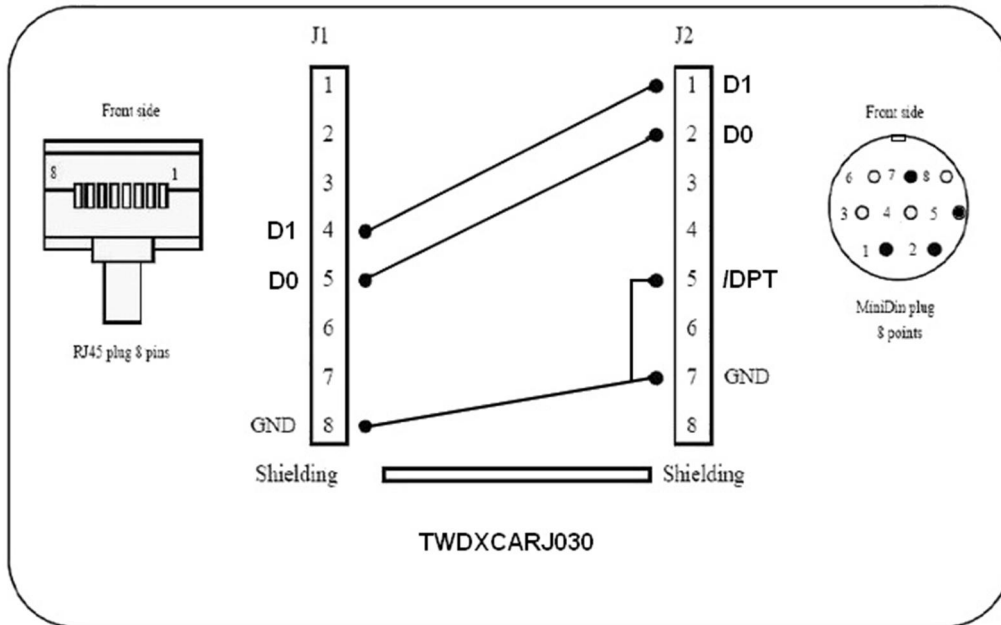 J1
J2
Front side
8 1
RJ45 plug 8 pins
1
2
3
D1 4
D0 5
6
7
GND 8
Shielding
1 D1
2 D0
3
4
5 /DPT
6
7 GND
8
Shielding
Front side
6 7 8
3 4 5
1 2
MiniDin plug
8 points
TWDXCARJ030